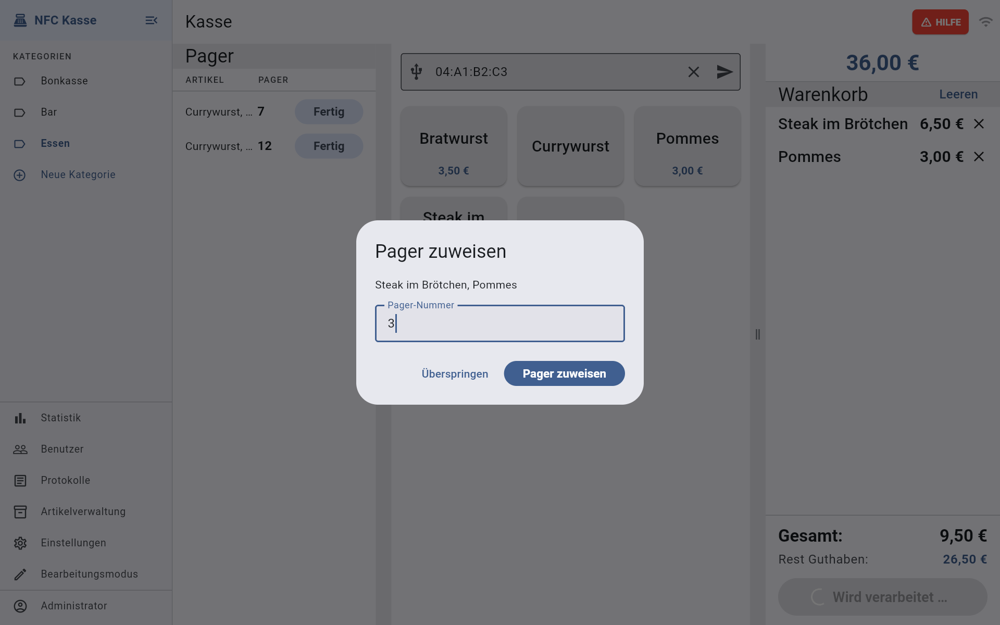 NFC Kasse
KATEGORIEN
Bonkasse
Bar
Essen
Neue Kategorie
Statistik
Benutzer
Protokolle
Artikelverwaltung
Einstellungen
Bearbeitungsmodus
Administrator
Kasse
HILFE
Pager
ARTIKEL PAGER
Currywurst, ... 7 Fertig
Currywurst, ... 12 Fertig
04:A1:B2:C3
Bratwurst
3,50 €
Currywurst
Pommes
3,00 €
Steak im
Pager zuweisen
Steak im Brötchen, Pommes
Pager-Nummer
3
Überspringen Pager zuweisen
36,00 €
Warenkorb Leeren
Steak im Brötchen 6,50 €
Pommes 3,00 €
Gesamt: 9,50 €
Rest Guthaben: 26,50 €
Wird verarbeitet ...